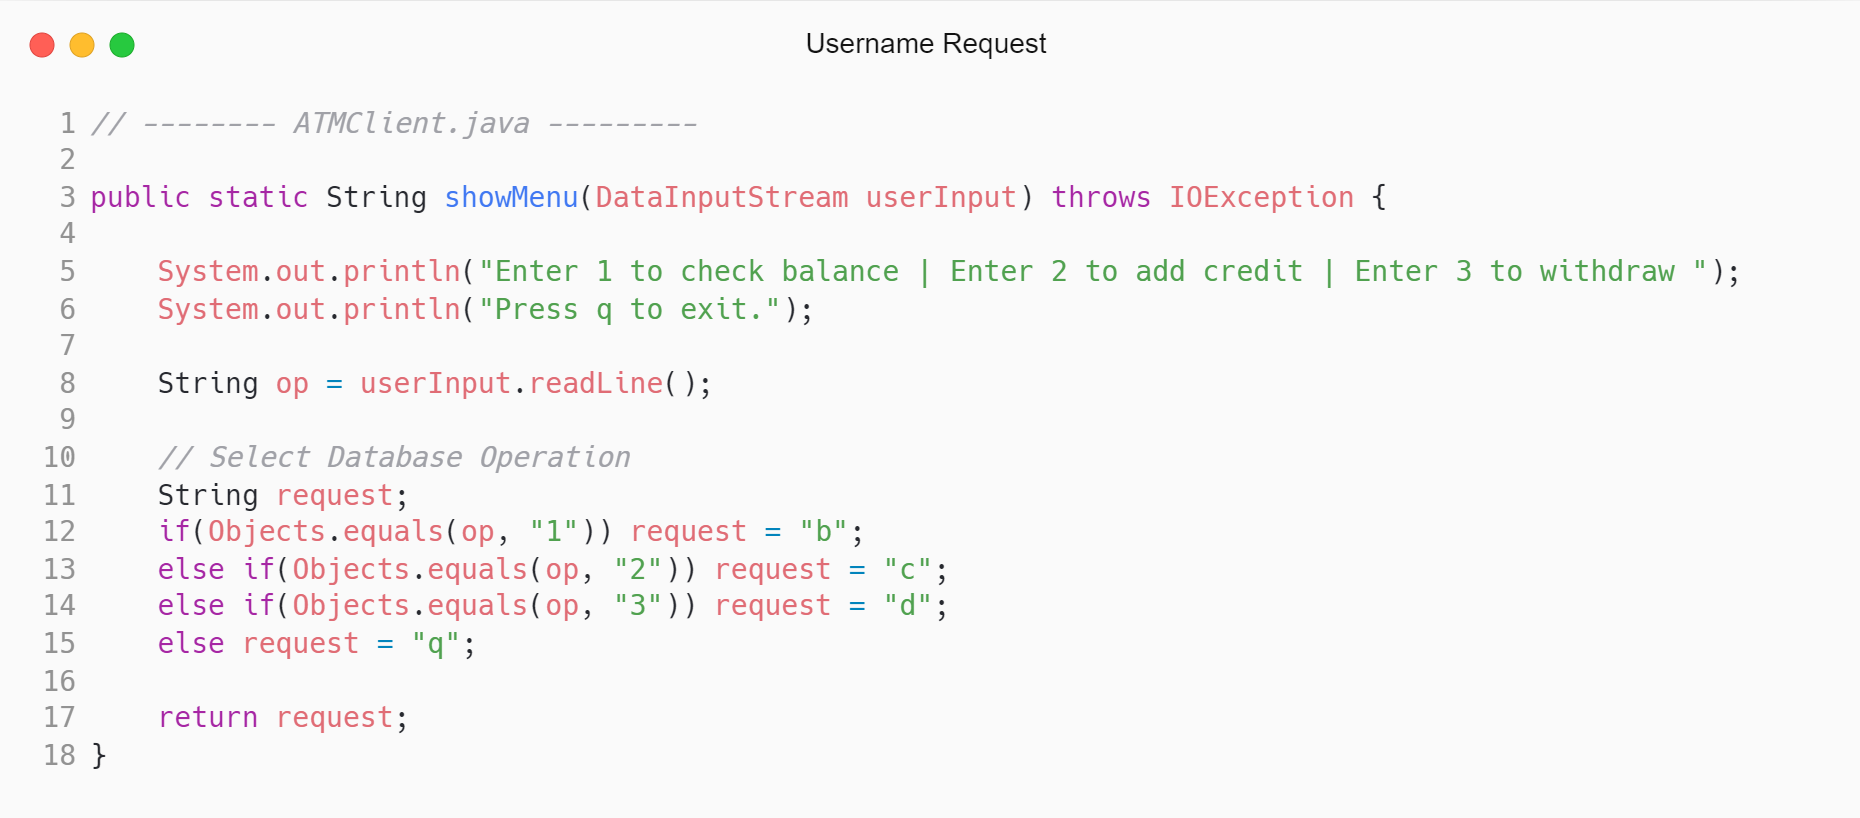 Username Request
1 // -------- ATMClient.java ---------
2
3 public static String showMenu(DataInputStream userInput) throws IOException {
4
5     System.out.println("Enter 1 to check balance | Enter 2 to add credit | Enter 3 to withdraw ");
6     System.out.println("Press q to exit.");
7
8     String op = userInput.readLine();
9
10     // Select Database Operation
11     String request;
12     if(Objects.equals(op, "1")) request = "b";
13     else if(Objects.equals(op, "2")) request = "c";
14     else if(Objects.equals(op, "3")) request = "d";
15     else request = "q";
16
17     return request;
18 }